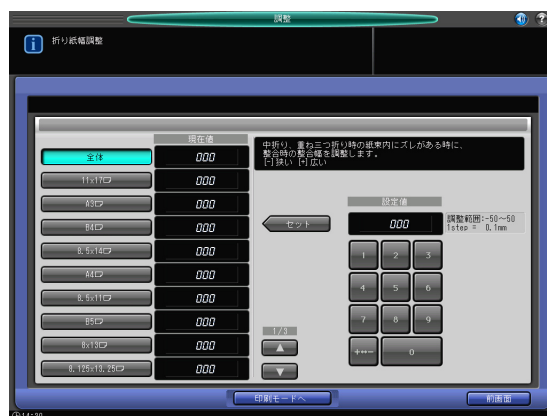 調整
折り紙幅調整
現在値
全体 000
11x17 000
A3 000
B4 000
8.5x14 000
A4 000
8.5x11 000
B5 000
8x13 000
8.125x13.25 000
中折り、重ね三つ折り時の紙束内にズレがある時に、
整合時の整合幅を調整します。
[-]狭い [+]広い
設定値
セット
000
調整範囲:-50~50
1step = 0.1mm
1 2 3
4 5 6
7 8 9
+⇔- 0
1/3
▲
▼
印刷モードへ
前画面
14:20